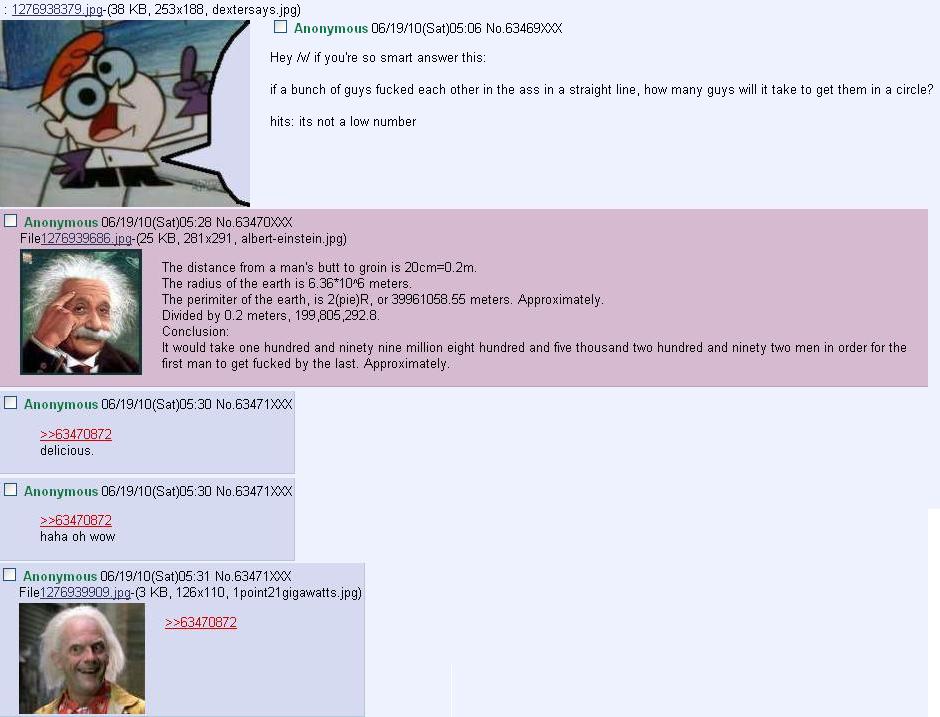 : 1276938379.jpg-(38 KB, 253x188, dextersays.jpg)
Anonymous 06/19/10(Sat)05:06 No.63469XXX
Hey /v/ if you're so smart answer this:
if a bunch of guys fucked each other in the ass in a straight line, how many guys will it take to get them in a circle?
hits: its not a low number
Anonymous 06/19/10(Sat)05:28 No.63470XXX
File1276939686.jpg-(25 KB, 281x291, albert-einstein.jpg)
The distance from a man's butt to groin is 20cm=0.2m.
The radius of the earth is 6.36*10^6 meters.
The perimiter of the earth, is 2(pie)R, or 39961058.55 meters. Approximately.
Divided by 0.2 meters, 199,805,292.8.
Conclusion:
It would take one hundred and ninety nine million eight hundred and five thousand two hundred and ninety two men in order for the
first man to get fucked by the last. Approximately.
Anonymous 06/19/10(Sat)05:30 No.63471XXX
>>63470872
delicious.
Anonymous 06/19/10(Sat)05:30 No.63471XXX
>>63470872
haha oh wow
Anonymous 06/19/10(Sat)05:31 No.63471XXX
File1276939909.jpg-(3 KB, 126x110, 1point21gigawatts.jpg)
>>63470872